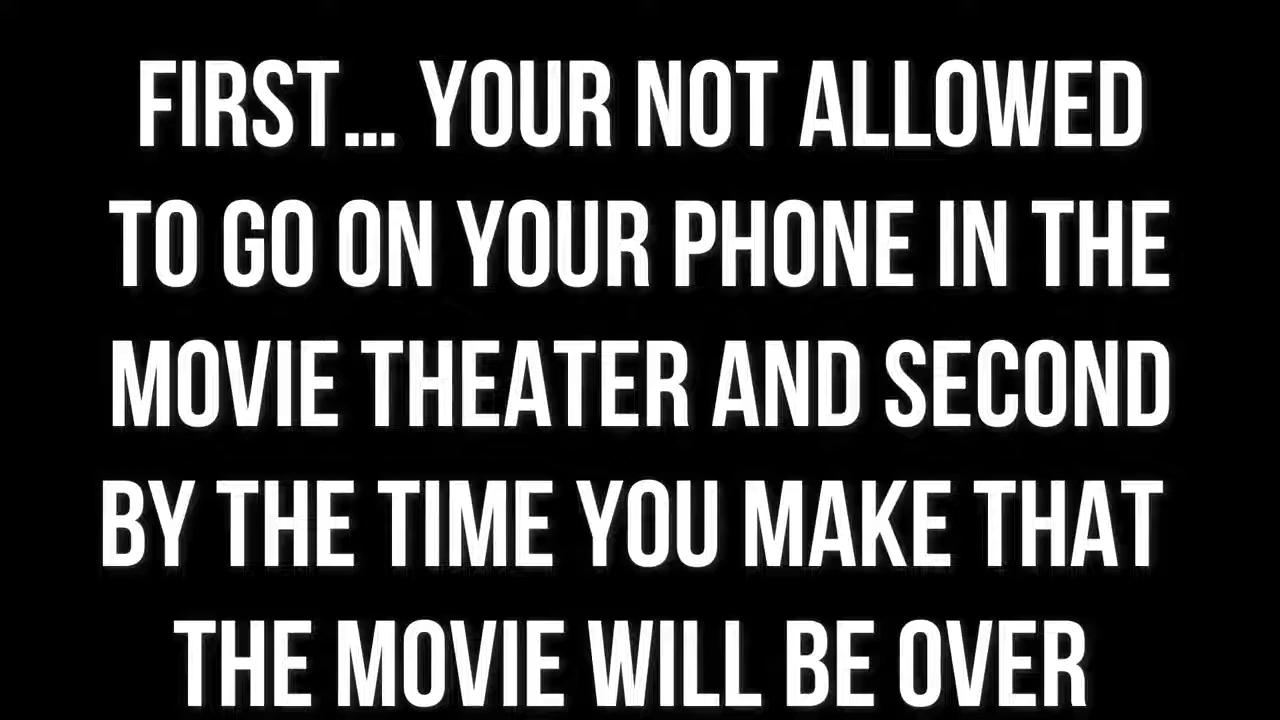 FIRST... YOUR NOT ALLOWED
TO GO ON YOUR PHONE IN THE
MOVIE THEATER AND SECOND
BY THE TIME YOU MAKE THAT
THE MOVIE WILL BE OVER